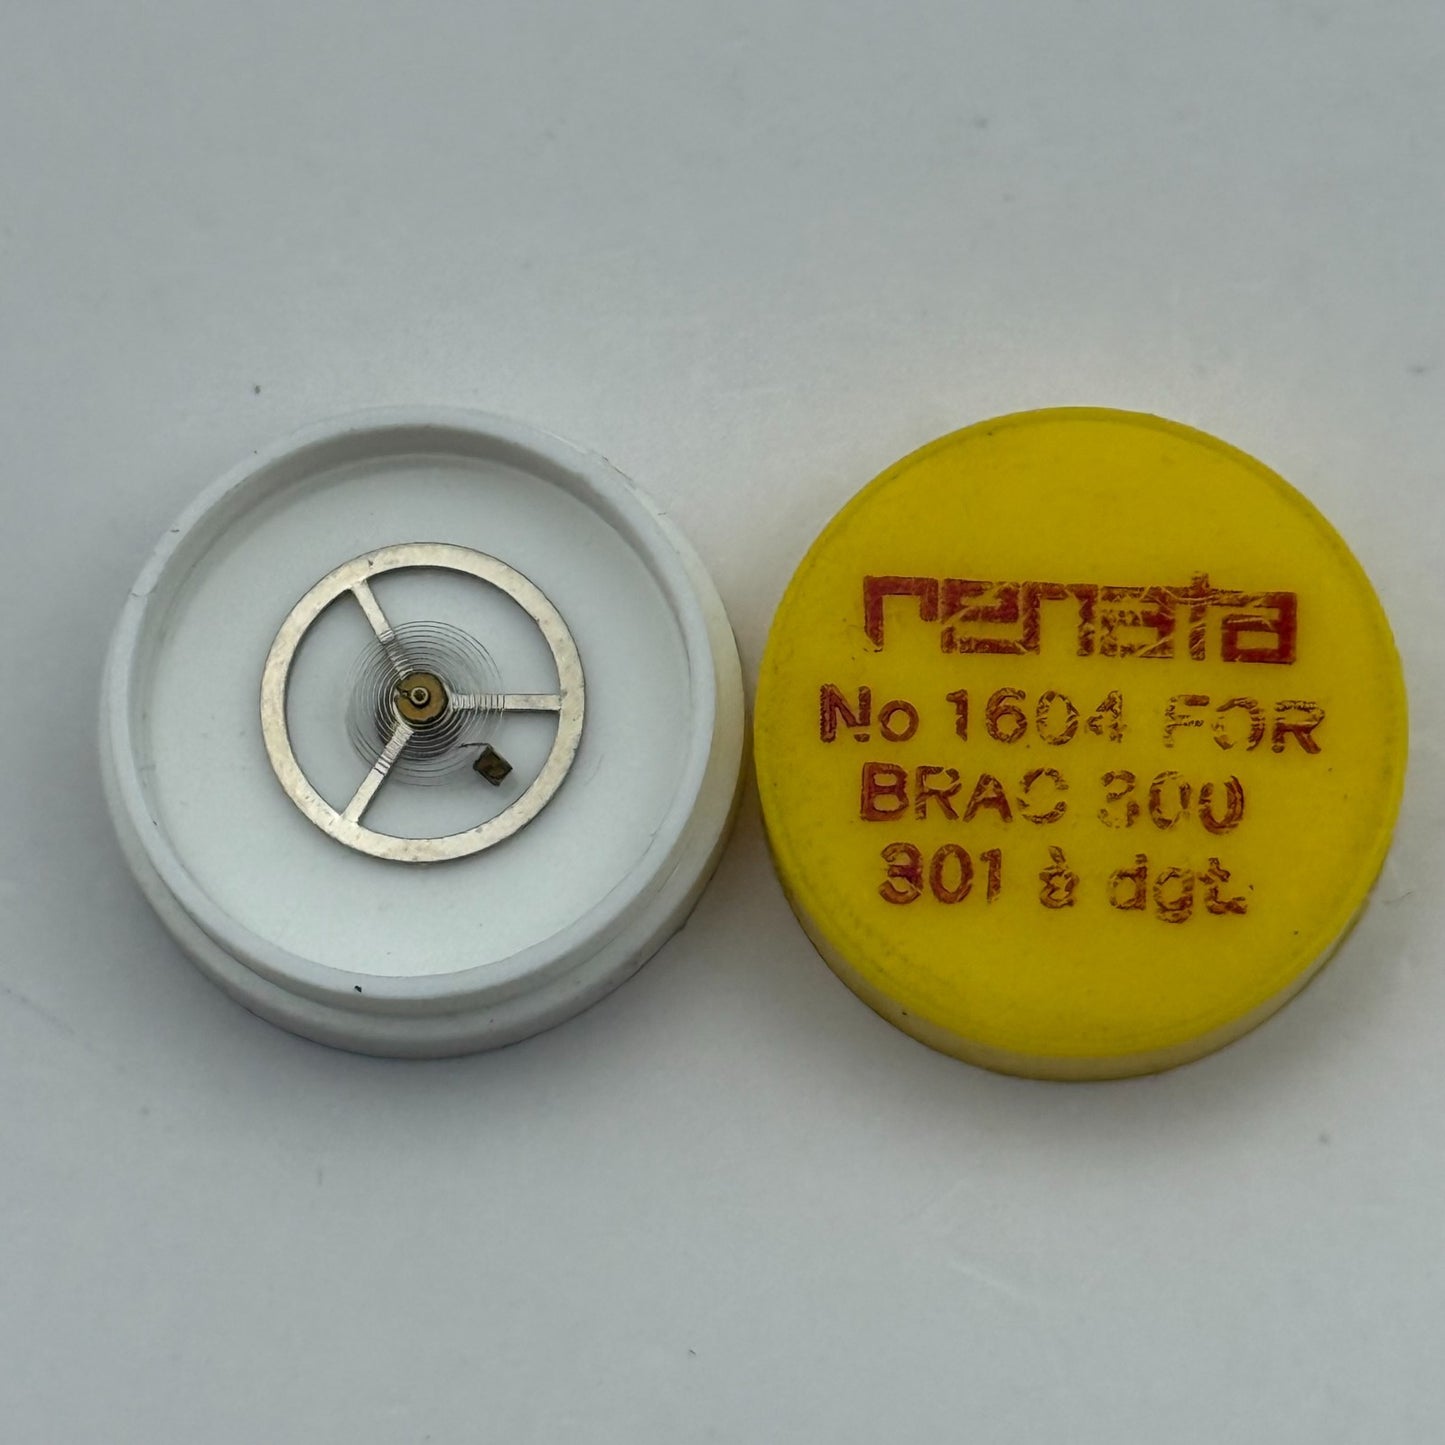 renata
No 1604 FOR
BRAC 300
301 à dgt.